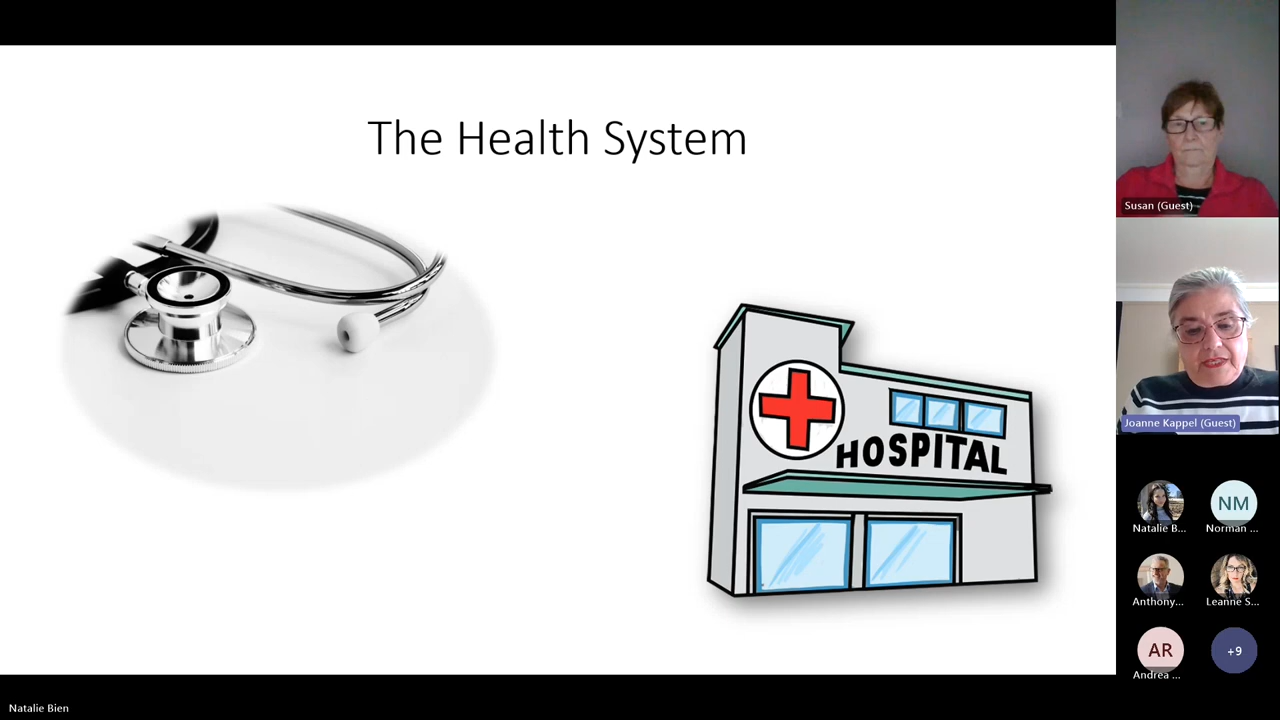 The Health System
HOSPITAL
Susan (Guest)
Joanne Kappel (Guest)
Natalie B...
NM
Norman ...
Anthony...
Leanne S...
AR
+9
Andrea ...
Natalie Bien